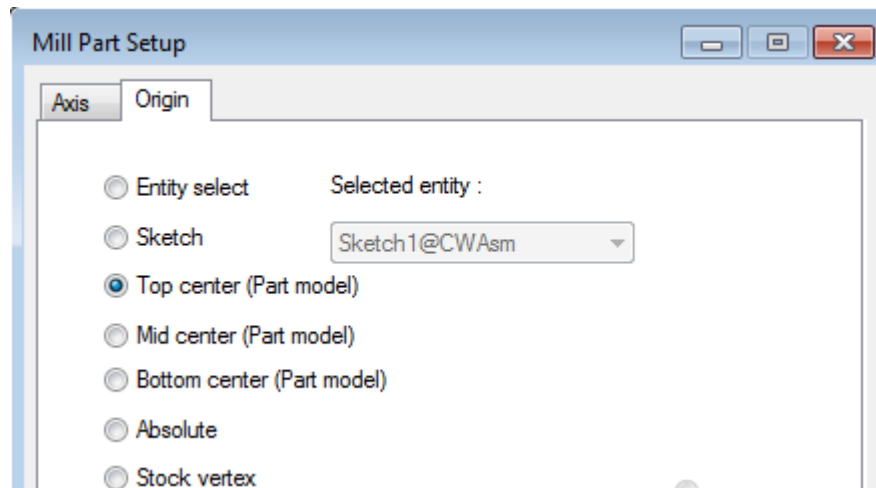 Mill Part Setup
Axis Origin
Entity select Selected entity :
Sketch Sketch1@CWAsm
Top center (Part model)
Mid center (Part model)
Bottom center (Part model)
Absolute
Stock vertex